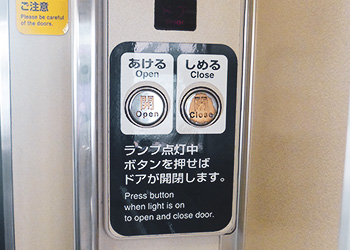 ご注意
Please be careful
of the doors.
あける
Open
しめる
Close
開
Open
閉
Close
ランプ点灯中
ボタンを押せば
ドアが開閉します。
Press button
when light is on
to open and close door.